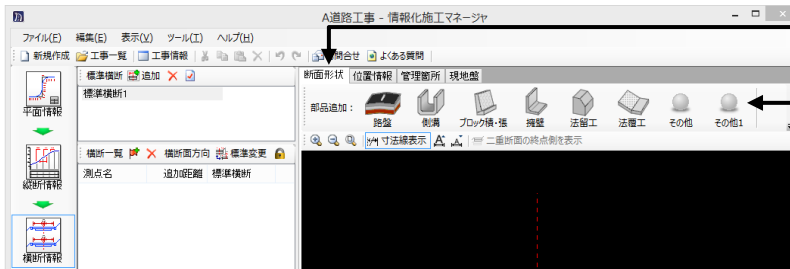 A道路工事 - 情報化施工マネージャ
ファイル(F) 編集(E) 表示(V) ツール(T) ヘルプ(H)
新規作成 工事一覧 工事情報 問合せ よくある質問
標準横断 追加
標準横断1
断面形状 位置情報 管理箇所 現地盤
部品追加：
路盤 側溝 ブロック積・張 擁壁 法留工 法覆工 その他 その他1
寸法線表示 二重断面の終点側を表示
平面情報
縦断情報
横断情報
横断一覧 横断面方向 標準変更
測点名 追加距離 標準横断